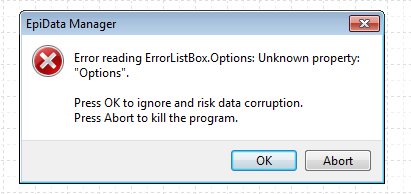 EpiData Manager
Error reading ErrorListBox.Options: Unknown property:
"Options".
Press OK to ignore and risk data corruption.
Press Abort to kill the program.
OK Abort